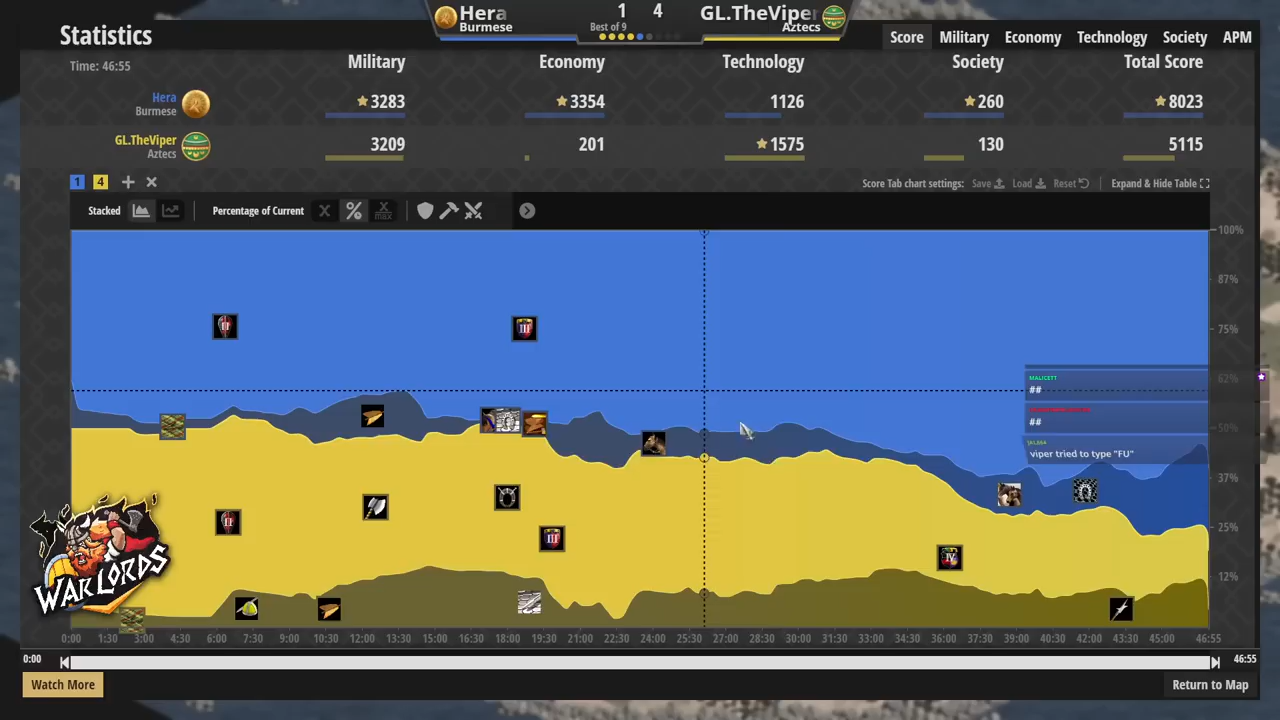 Hera
Burmese
1 4
Best of 9
GL.TheViper
Aztecs
Statistics
Score Military Economy Technology Society APM
Time: 46:55
Military Economy Technology Society Total Score
Hera
Burmese
3283 3354 1126 260 8023
GL.TheViper
Aztecs
3209 201 1575 130 5115
1 4
Score Tab chart settings: Save Load Reset Expand & Hide Table
Stacked Percentage of Current X % X max
100%
87%
75%
62%
50%
37%
25%
12%
II
III
II
III
IV
MALICETT
##
##
viper tried to type "FU"
WARLORDS
0:00 1:30 3:00 4:30 6:00 7:30 9:00 10:30 12:00 13:30 15:00 16:30 18:00 19:30 21:00 22:30 24:00 25:30 27:00 28:30 30:00 31:30 33:00 34:30 36:00 37:30 39:00 40:30 42:00 43:30 45:00 46:55
0:00 46:55
Watch More
Return to Map